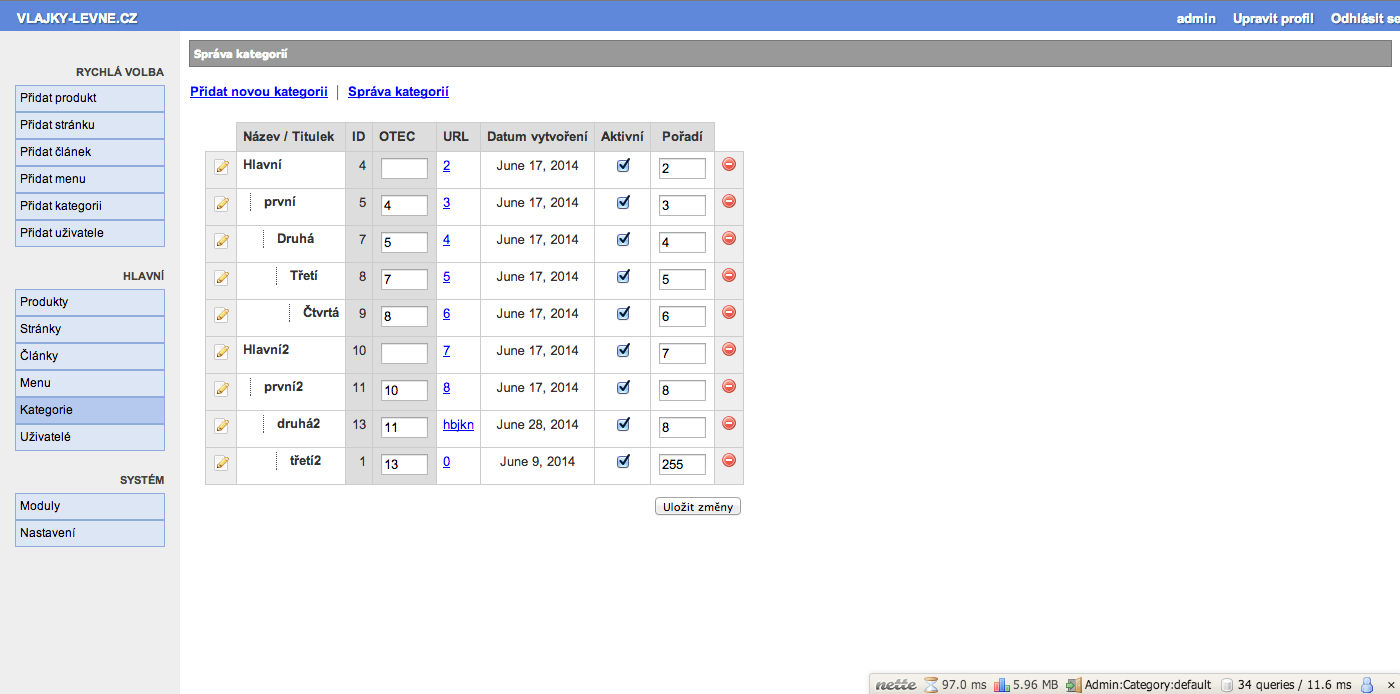 VLAJKY-LEVNE.CZ admin Upravit profil Odhlásit se
Správa kategorií
RYCHLÁ VOLBA
Přidat produkt
Přidat stránku
Přidat článek
Přidat menu
Přidat kategorii
Přidat uživatele
HLAVNÍ
Produkty
Stránky
Články
Menu
Kategorie
Uživatelé
SYSTÉM
Moduly
Nastavení
Přidat novou kategorii | Správa kategorií
Název / Titulek ID OTEC URL Datum vytvoření Aktivní Pořadí
Hlavní 4 2 June 17, 2014 2
první 5 4 3 June 17, 2014 3
Druhá 7 5 4 June 17, 2014 4
Třetí 8 7 5 June 17, 2014 5
Čtvrtá 9 8 6 June 17, 2014 6
Hlavní2 10 7 June 17, 2014 7
první2 11 10 8 June 17, 2014 8
druhá2 13 11 hbjkn June 28, 2014 8
třetí2 1 13 0 June 9, 2014 255
Uložit změny
nette 97.0 ms 5.96 MB Admin:Category:default 34 queries / 11.6 ms ×